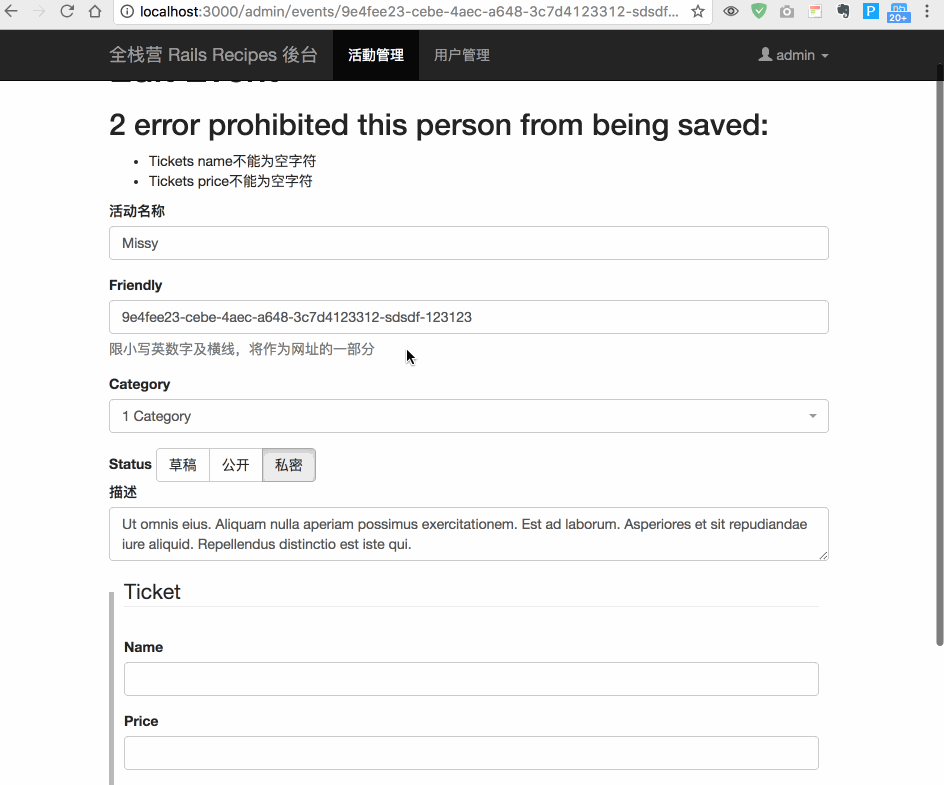 localhost:3000/admin/events/9e4fee23-cebe-4aec-a648-3c7d4123312-sdsdf...
20+
全栈营 Rails Recipes 後台
活動管理
用户管理
admin
Edit Event
2 error prohibited this person from being saved:
Tickets name不能为空字符
Tickets price不能为空字符
活动名称
Missy
Friendly
9e4fee23-cebe-4aec-a648-3c7d4123312-sdsdf-123123
限小写英数字及横线，将作为网址的一部分
Category
1 Category
Status 草稿 公开 私密
描述
Ut omnis eius. Aliquam nulla aperiam possimus exercitationem. Est ad laborum. Asperiores et sit repudiandae
iure aliquid. Repellendus distinctio est iste qui.
Ticket
Name
Price